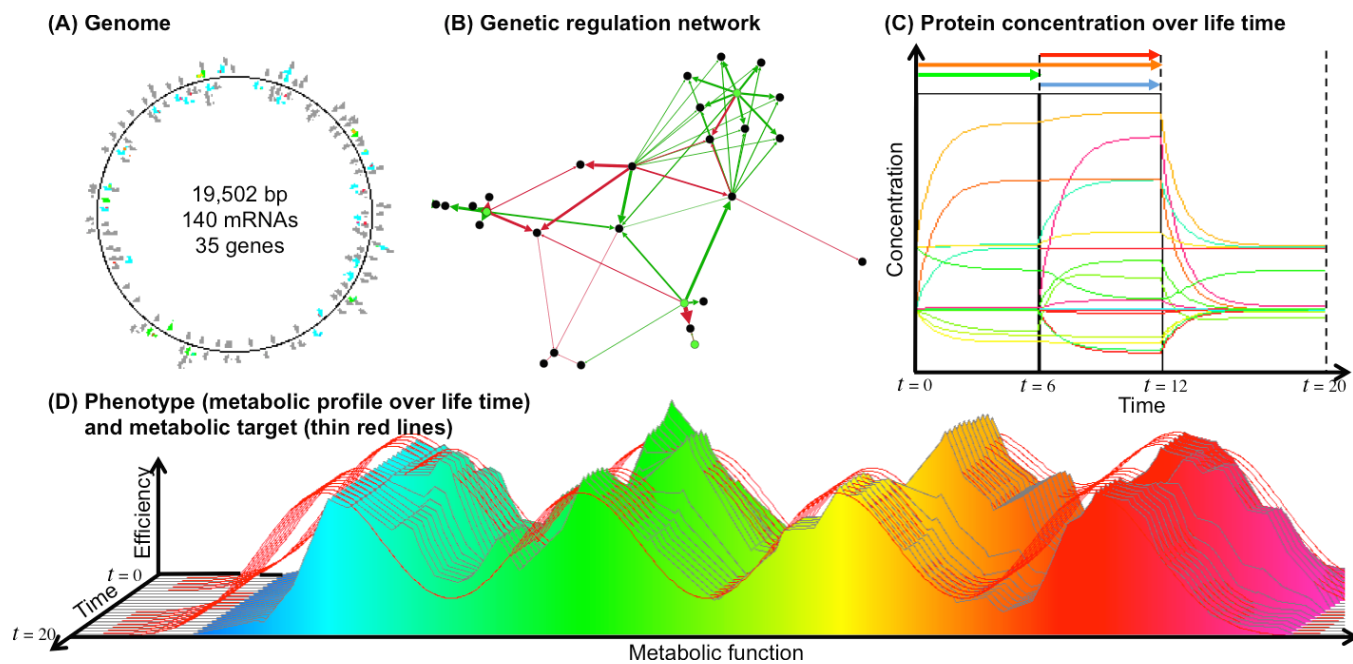 (A) Genome
(B) Genetic regulation network
(C) Protein concentration over life time
19,502 bp
140 mRNAs
35 genes
Concentration
t = 0
t = 6
t = 12
t = 20
Time
(D) Phenotype (metabolic profile over life time)
and metabolic target (thin red lines)
Efficiency
t = 0
Time
t = 20
Metabolic function